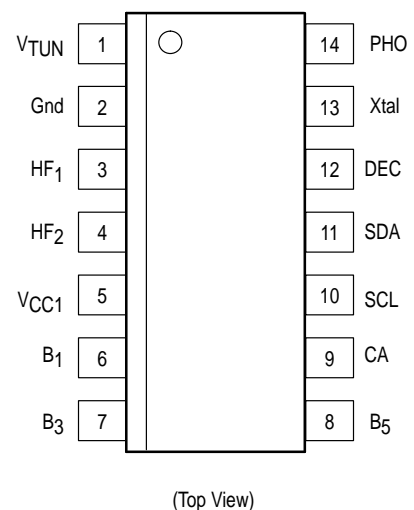 VTUN 1 14 PHO
Gnd 2 13 Xtal
HF1 3 12 DEC
HF2 4 11 SDA
VCC1 5 10 SCL
B1 6 9 CA
B3 7 8 B5
(Top View)